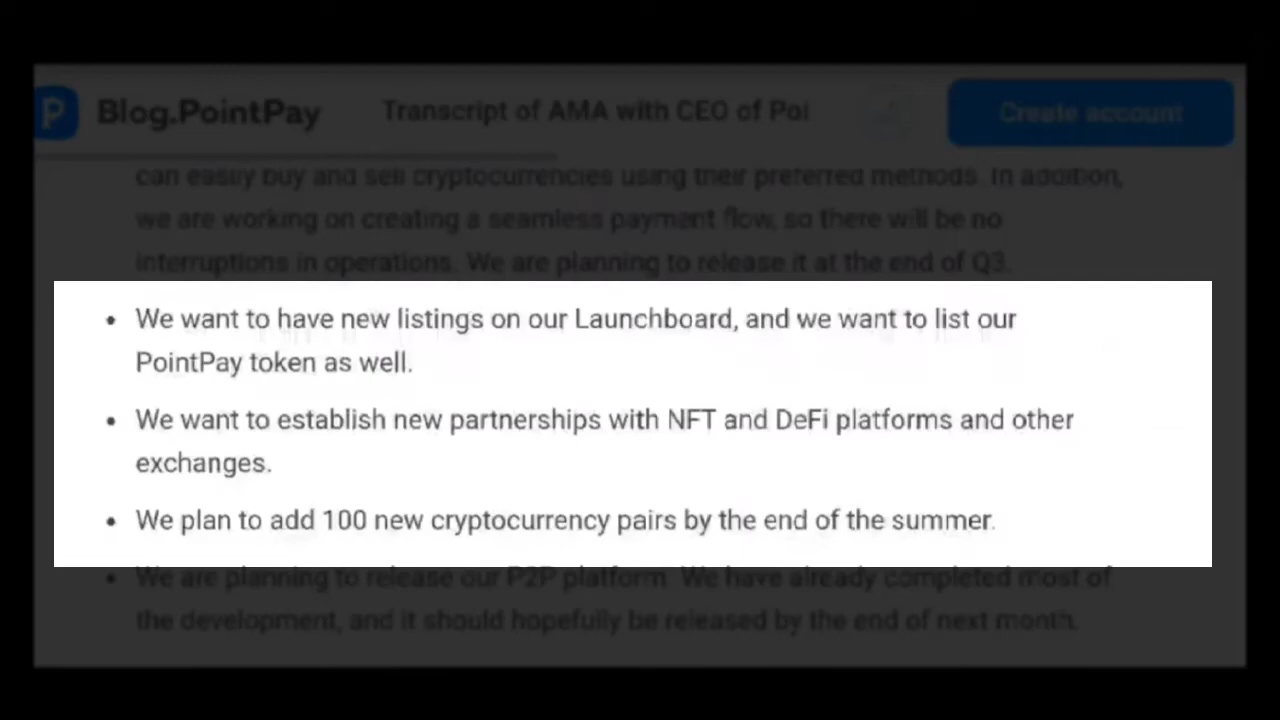 Blog.PointPay
Transcript of AMA with CEO of Poi
Create account
can easily buy and sell cryptocurrencies using their preferred methods. In addition,
we are working on creating a seamless payment flow, so there will be no
interruptions in operations. We are planning to release it at the end of Q3.
• We want to have new listings on our Launchboard, and we want to list our
PointPay token as well.
• We want to establish new partnerships with NFT and DeFi platforms and other
exchanges.
• We plan to add 100 new cryptocurrency pairs by the end of the summer.
• We are planning to release our P2P platform. We have already completed most of
the development, and it should hopefully be released by the end of next month.